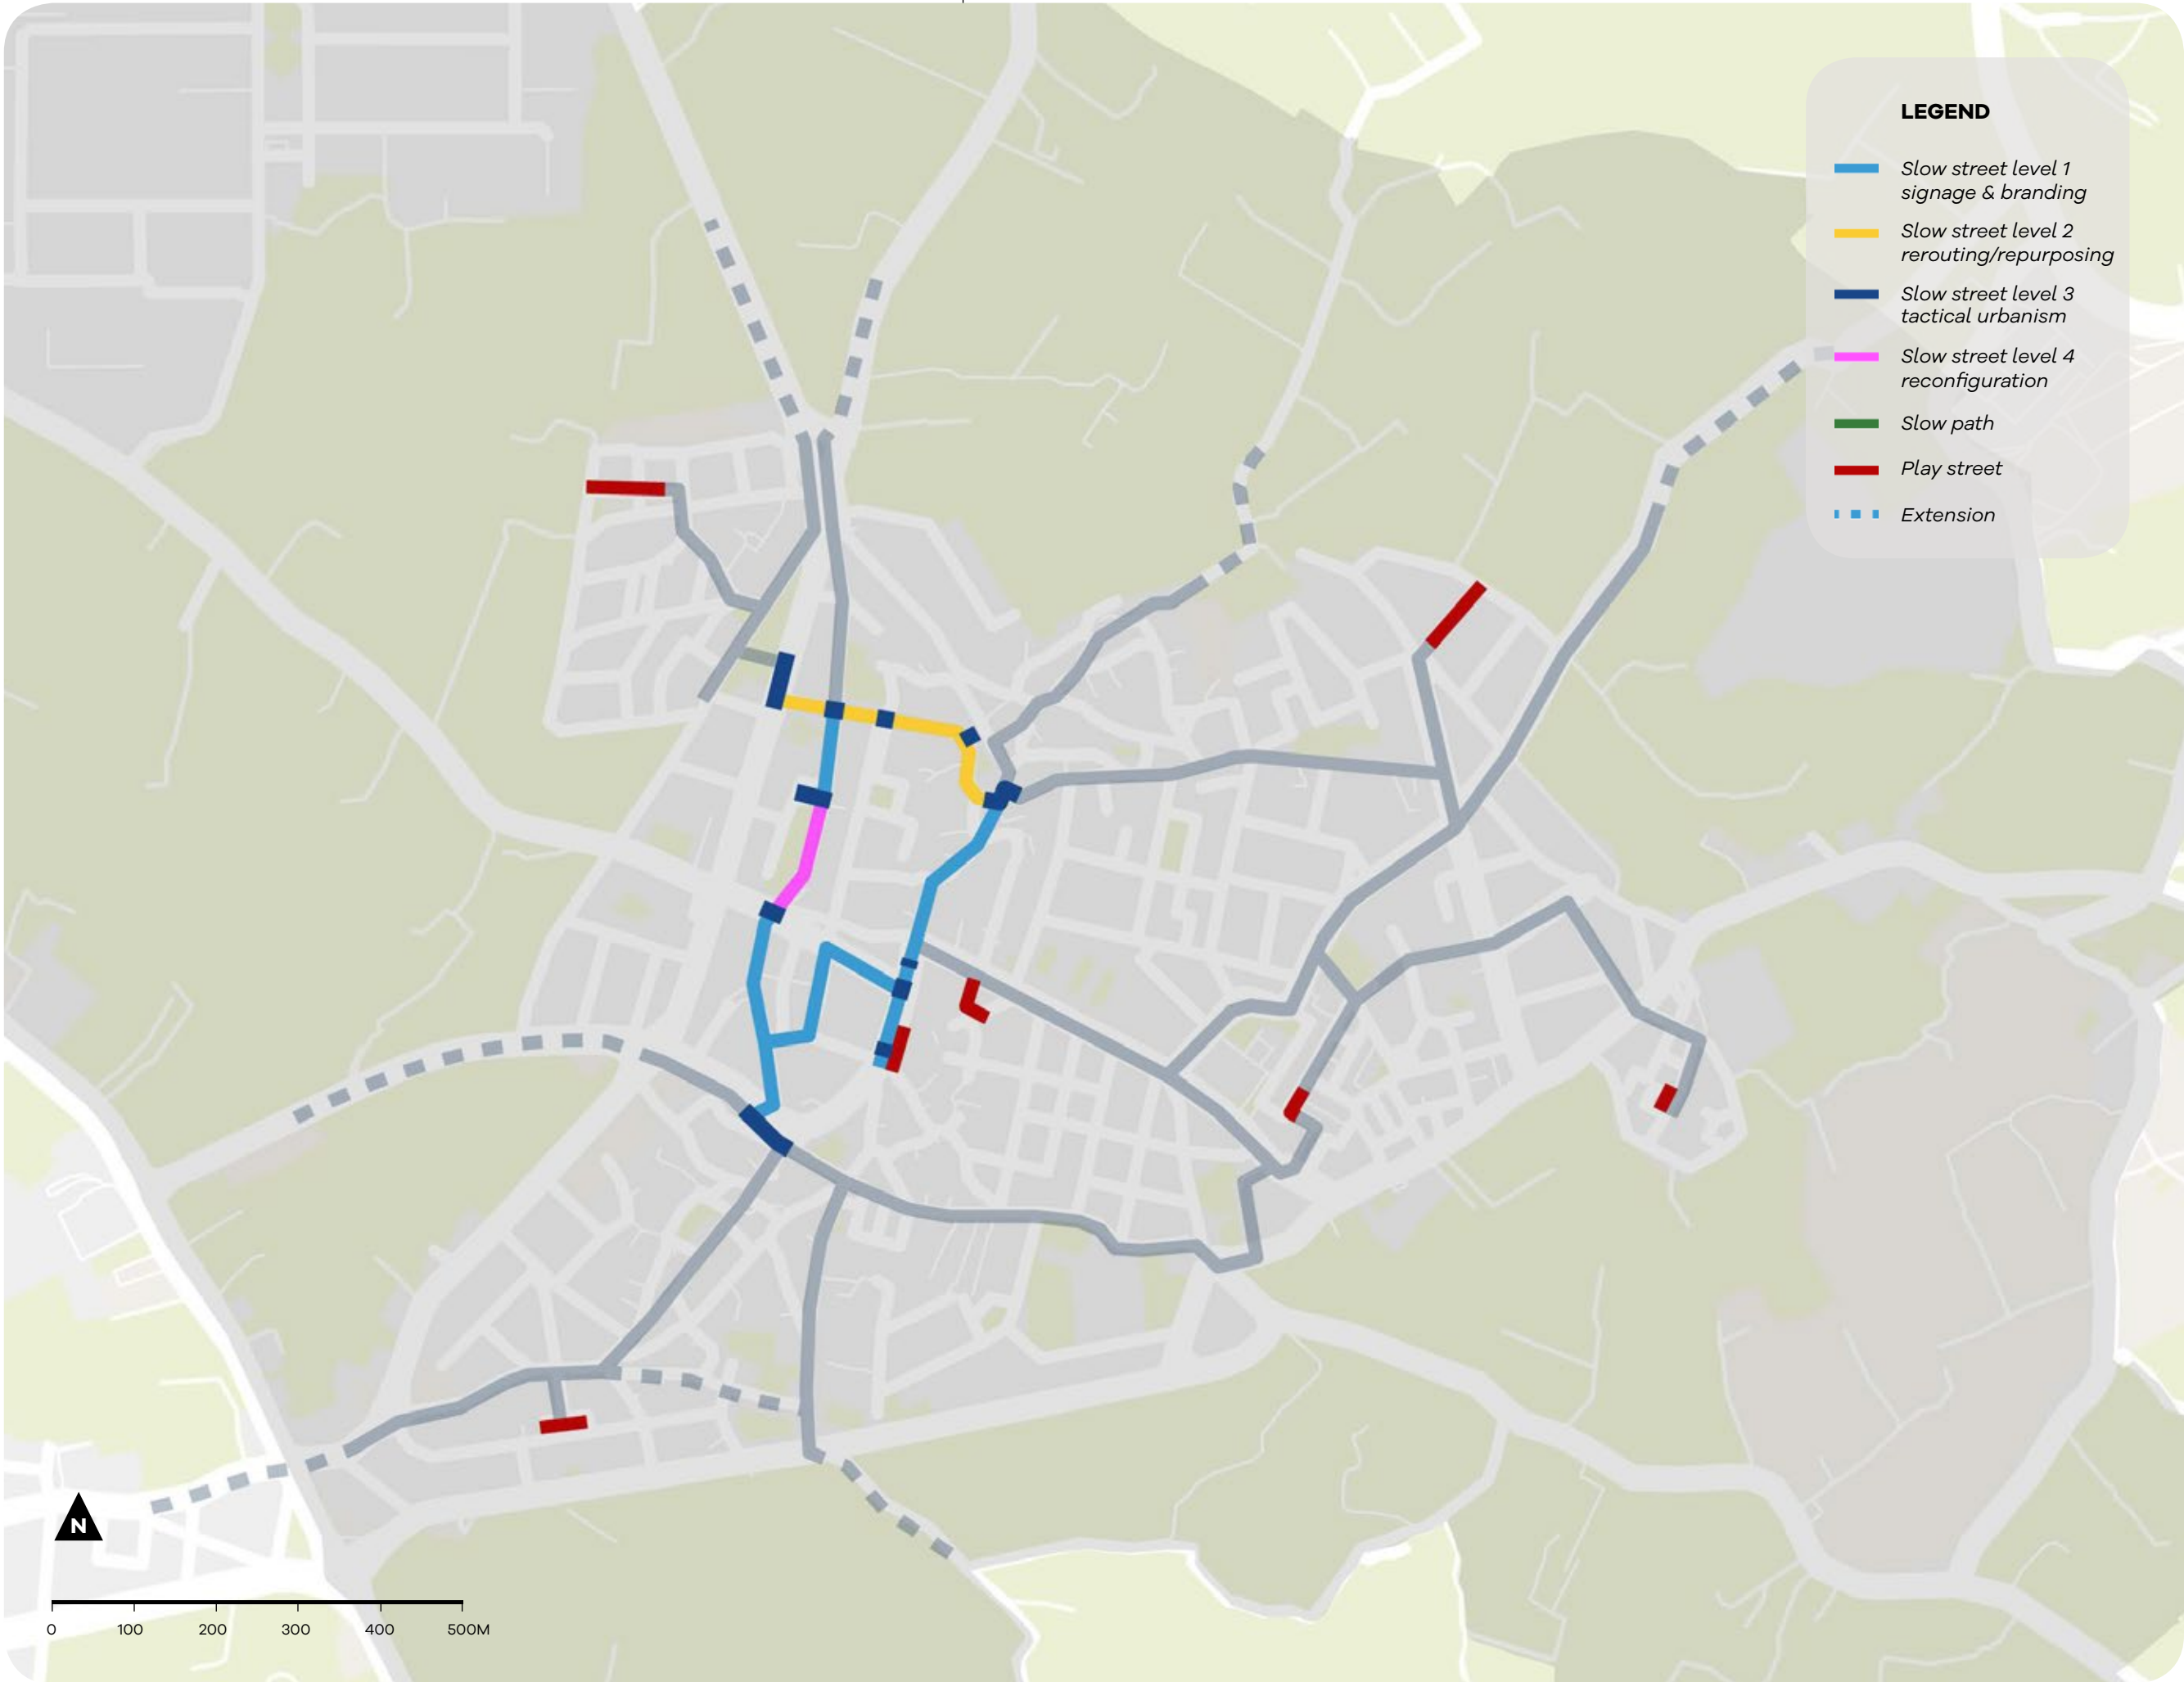 LEGEND
Slow street level 1
signage & branding
Slow street level 2
rerouting/repurposing
Slow street level 3
tactical urbanism
Slow street level 4
reconfiguration
Slow path
Play street
Extension
N
0 100 200 300 400 500M